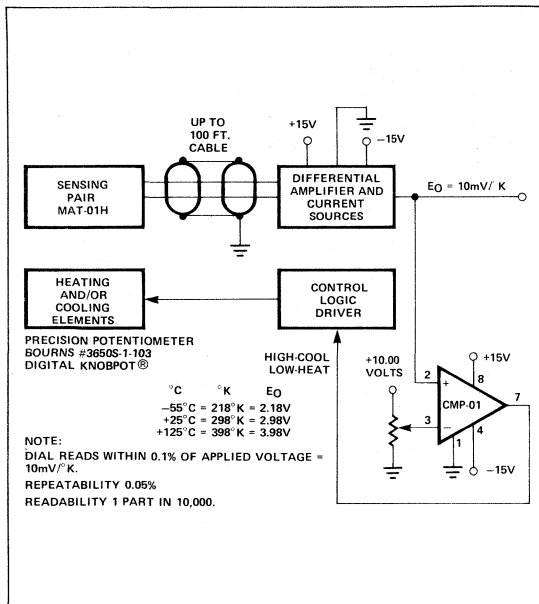 UP TO
100 FT.
CABLE
+15V
−15V
SENSING
PAIR
MAT-01H
DIFFERENTIAL
AMPLIFIER AND
CURRENT
SOURCES
EO = 10mV/ K
HEATING
AND/OR
COOLING
ELEMENTS
CONTROL
LOGIC
DRIVER
PRECISION POTENTIOMETER
BOURNS #3650S-1-103
DIGITAL KNOBPOT®
HIGH-COOL
LOW-HEAT
+10.00
VOLTS
+15V
2
+
8
7
CMP-01
3
−
1
4
−15V
°C °K EO
−55°C = 218°K = 2.18V
+25°C = 298°K = 2.98V
+125°C = 398°K = 3.98V
NOTE:
DIAL READS WITHIN 0.1% OF APPLIED VOLTAGE =
10mV/°K.
REPEATABILITY 0.05%
READABILITY 1 PART IN 10,000.